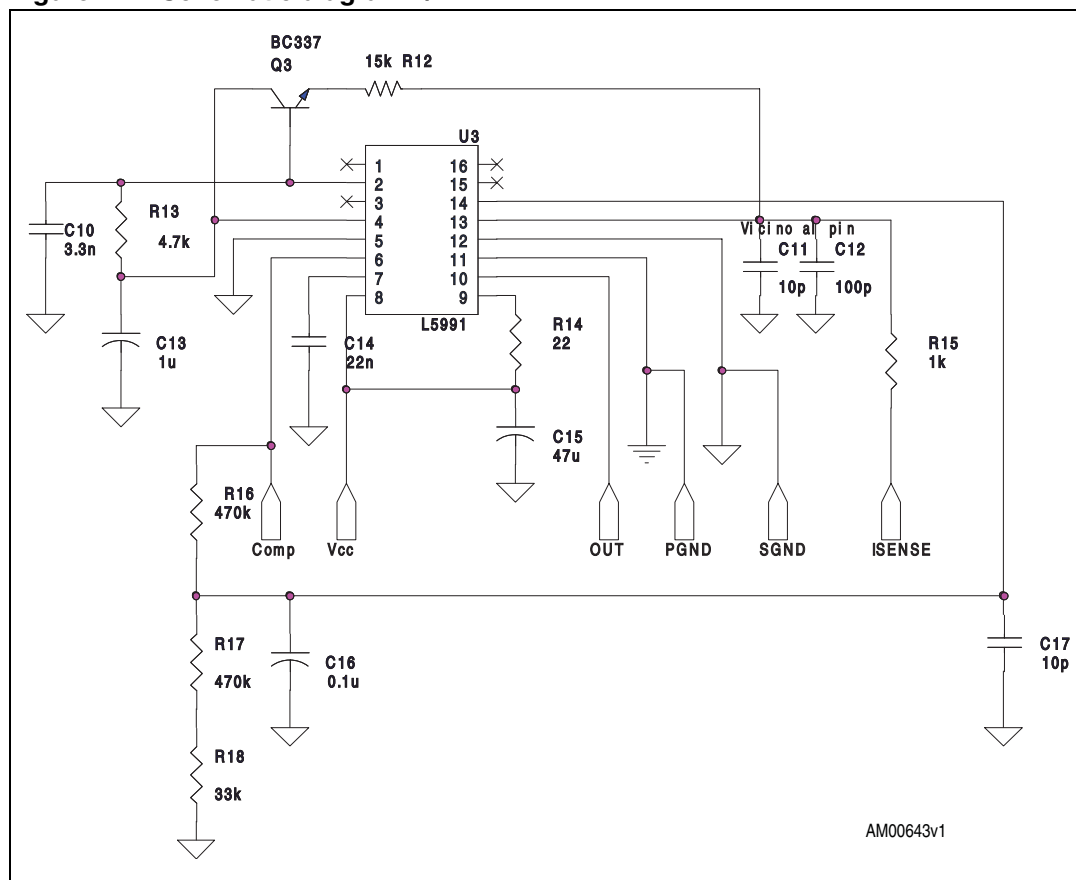 BC337
Q3
15k R12
U3
1 16
2 15
3 14
4 13
5 12
6 11
7 10
8 9
L5991
C10
3.3n
R13
4.7k
C13
1u
C14
22n
R14
22
C15
47u
Vicino al pin
C11
10p
C12
100p
R15
1k
R16
470k
Comp
Vcc
OUT
PGND
SGND
ISENSE
R17
470k
C16
0.1u
C17
10p
R18
33k
AM00643v1